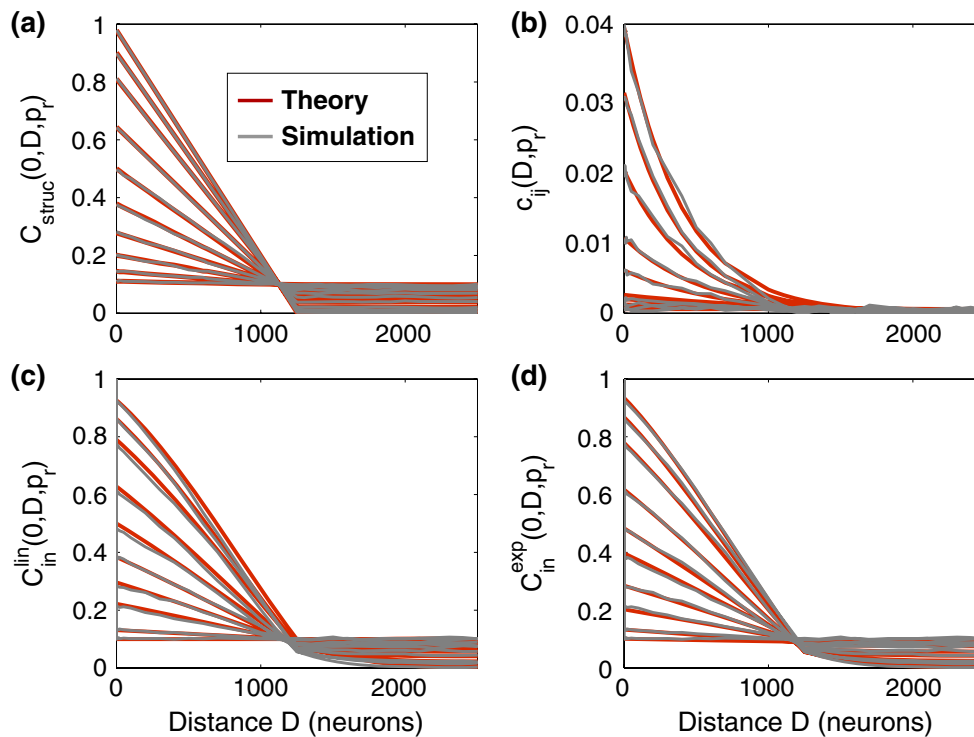 (a)
C_struc(0,D,p_r)
1
0.8
0.6
0.4
0.2
0
0
1000
2000
Theory
Simulation
(b)
c_ij(D,p_r)
0.04
0.03
0.02
0.01
0
0
1000
2000
(c)
C_in^lin(0,D,p_r)
1
0.8
0.6
0.4
0.2
0
0
1000
2000
Distance D (neurons)
(d)
C_in^exp(0,D,p_r)
1
0.8
0.6
0.4
0.2
0
0
1000
2000
Distance D (neurons)